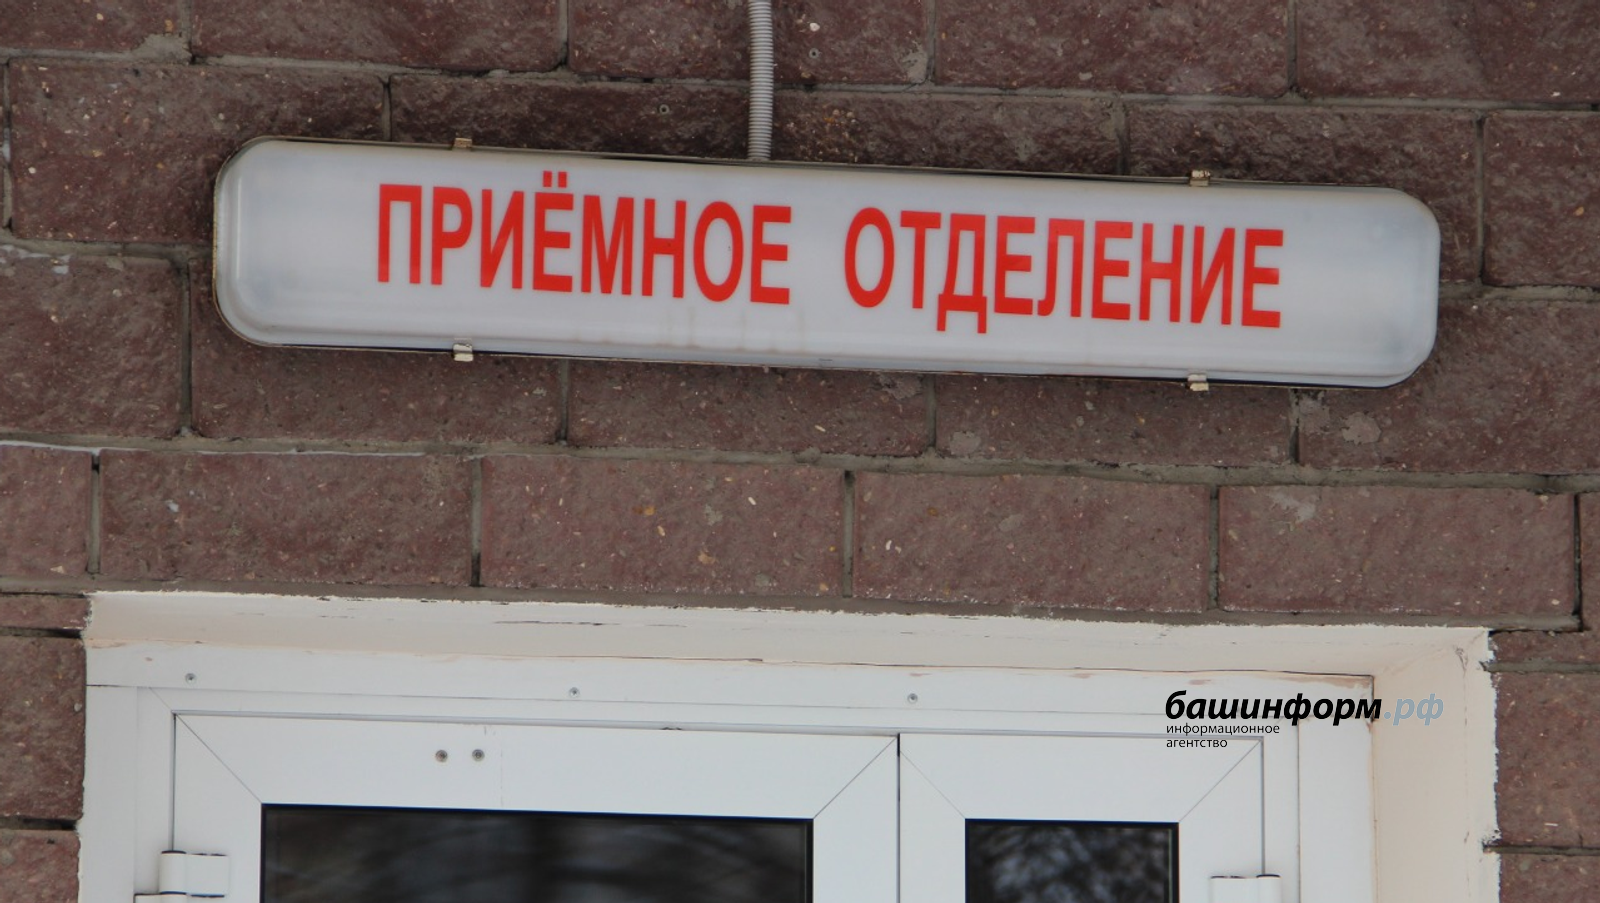 ПРИЁМНОЕ ОТДЕЛЕНИЕ
башинформ.рф
информационное
агентство